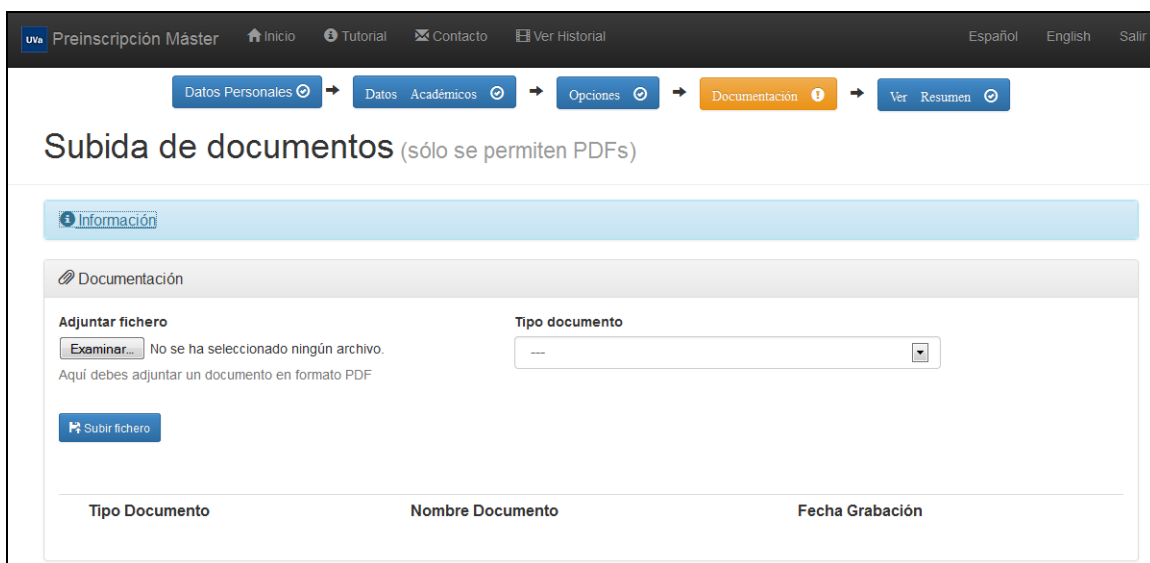 UVa Preinscripción Máster Inicio Tutorial Contacto Ver Historial Español English Salir
Datos Personales Datos Académicos Opciones Documentación Ver Resumen
Subida de documentos (sólo se permiten PDFs)
Información
Documentación
Adjuntar fichero Tipo documento
Examinar... No se ha seleccionado ningún archivo. ---
Aquí debes adjuntar un documento en formato PDF
Subir fichero
Tipo Documento Nombre Documento Fecha Grabación